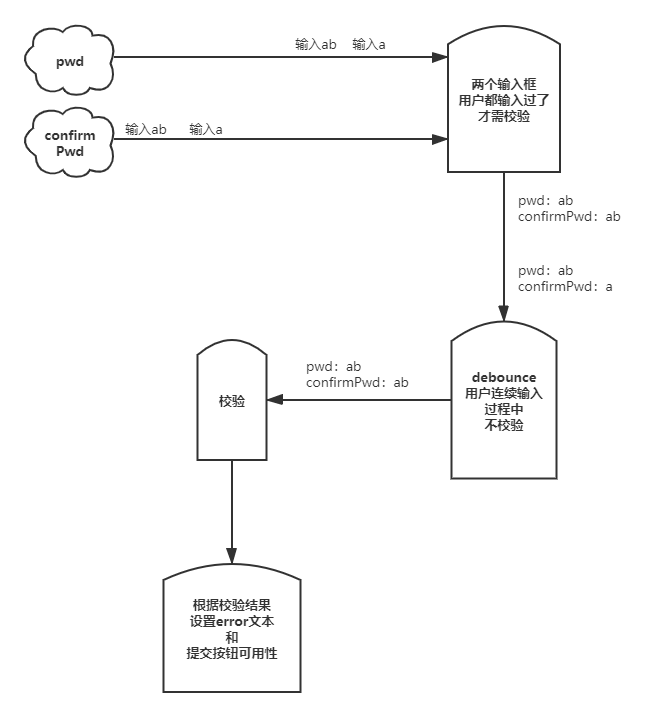 pwd
输入ab 输入a
两个输入框
用户都输入过了
才需校验
confirm
Pwd
输入ab 输入a
pwd：ab
confirmPwd：ab
pwd：ab
confirmPwd：a
debounce
用户连续输入
过程中
不校验
pwd：ab
confirmPwd：ab
校验
根据校验结果
设置error文本
和
提交按钮可用性